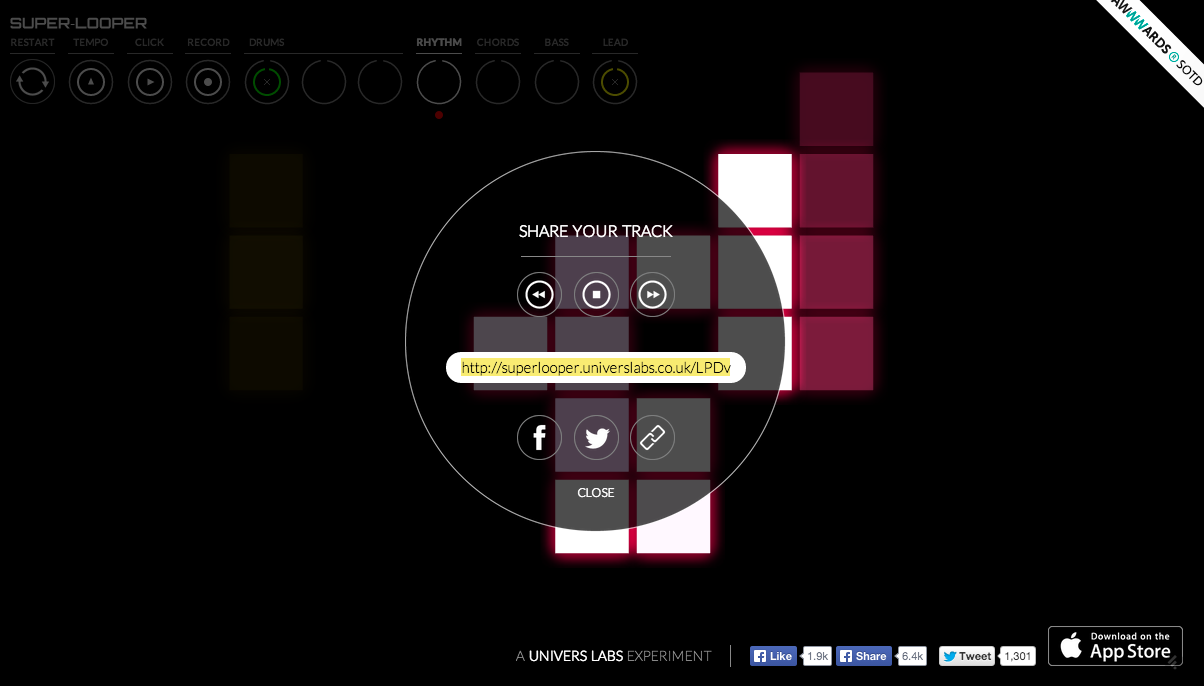 SUPER-LOOPER
RESTART TEMPO CLICK RECORD DRUMS RHYTHM CHORDS BASS LEAD
AWWWARDS® SOTD
SHARE YOUR TRACK
http://superlooper.universlabs.co.uk/LPDv
CLOSE
A UNIVERS LABS EXPERIMENT
Like 1.9k Share 6.4k Tweet 1,301
Download on the
App Store